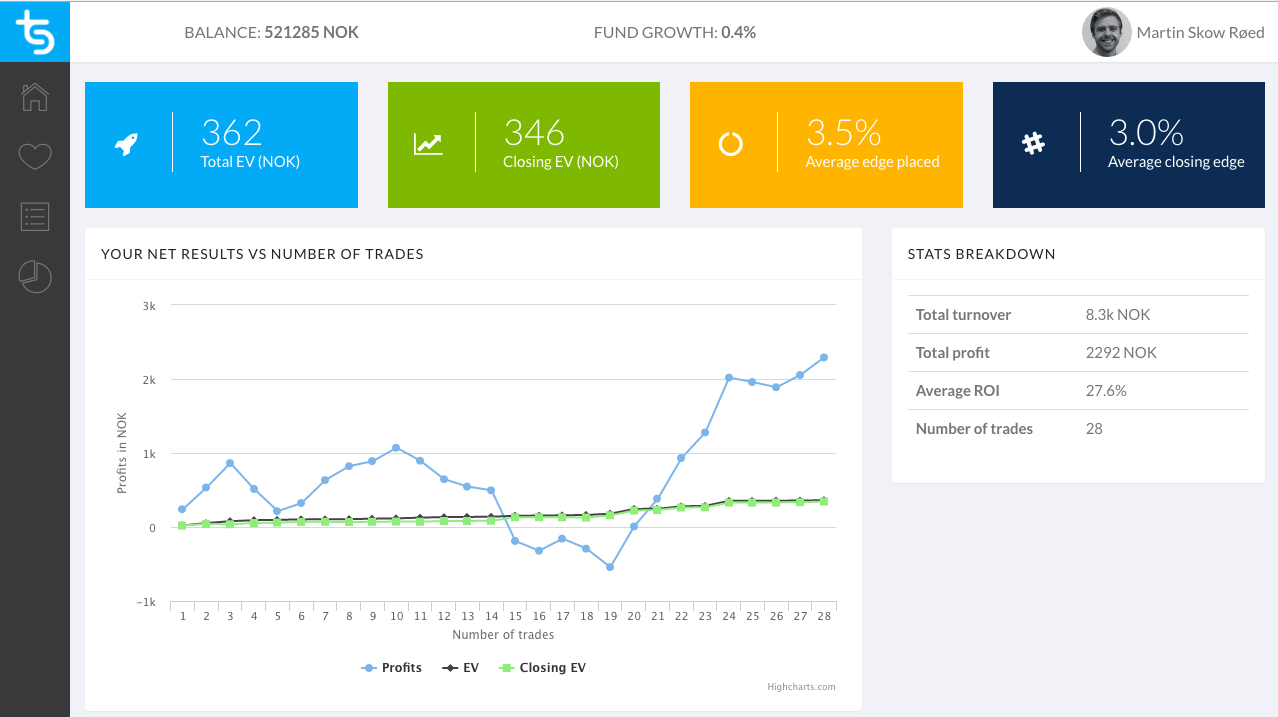 ts
BALANCE: 521285 NOK
FUND GROWTH: 0.4%
Martin Skow Røed
362
Total EV (NOK)
346
Closing EV (NOK)
3.5%
Average edge placed
3.0%
Average closing edge
YOUR NET RESULTS VS NUMBER OF TRADES
3k
2k
1k
0
-1k
Profits in NOK
1 2 3 4 5 6 7 8 9 10 11 12 13 14 15 16 17 18 19 20 21 22 23 24 25 26 27 28
Number of trades
Profits EV Closing EV
Highcharts.com
STATS BREAKDOWN
Total turnover 8.3k NOK
Total profit 2292 NOK
Average ROI 27.6%
Number of trades 28